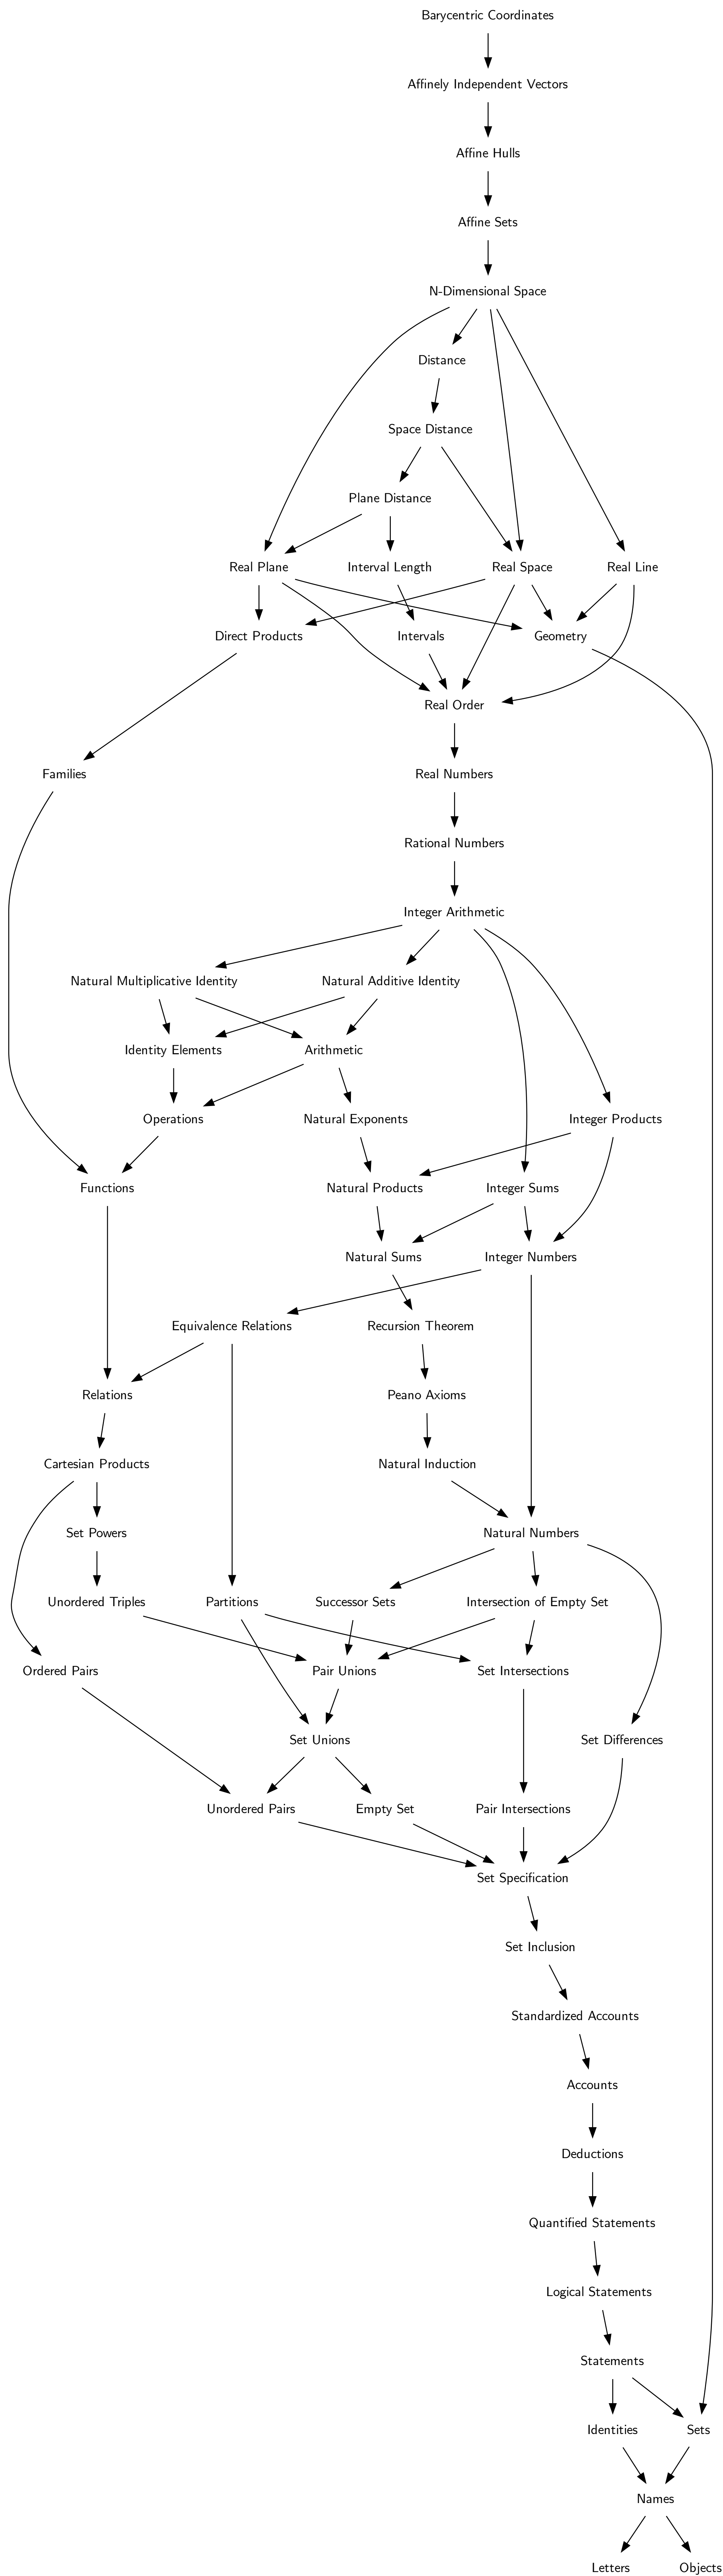 Barycentric Coordinates
Affinely Independent Vectors
Affine Hulls
Affine Sets
N-Dimensional Space
Distance
Space Distance
Plane Distance
Real Plane
Interval Length
Real Space
Real Line
Direct Products
Intervals
Geometry
Real Order
Families
Real Numbers
Rational Numbers
Integer Arithmetic
Natural Multiplicative Identity
Natural Additive Identity
Identity Elements
Arithmetic
Operations
Natural Exponents
Integer Products
Functions
Natural Products
Integer Sums
Natural Sums
Integer Numbers
Equivalence Relations
Recursion Theorem
Relations
Peano Axioms
Cartesian Products
Natural Induction
Set Powers
Natural Numbers
Unordered Triples
Partitions
Successor Sets
Intersection of Empty Set
Ordered Pairs
Pair Unions
Set Intersections
Set Unions
Set Differences
Unordered Pairs
Empty Set
Pair Intersections
Set Specification
Set Inclusion
Standardized Accounts
Accounts
Deductions
Quantified Statements
Logical Statements
Statements
Identities
Sets
Names
Letters
Objects